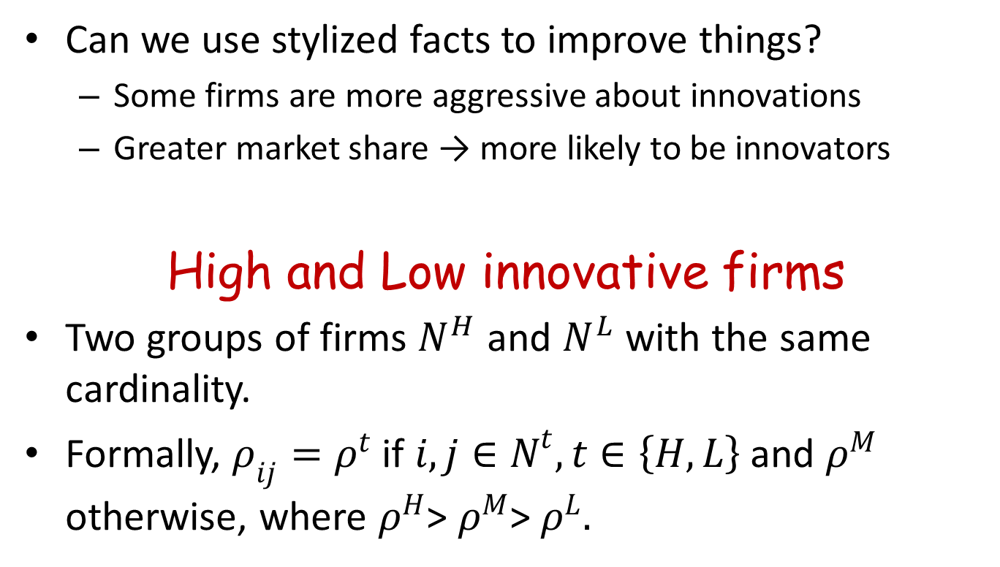 • Can we use stylized facts to improve things?
– Some firms are more aggressive about innovations
– Greater market share → more likely to be innovators
High and Low innovative firms
• Two groups of firms $N^H$ and $N^L$ with the same
cardinality.
• Formally, $\rho_{ij} = \rho^t$ if $i, j \in N^t, t \in \{H, L\}$ and $\rho^M$
otherwise, where $\rho^H > \rho^M > \rho^L$.